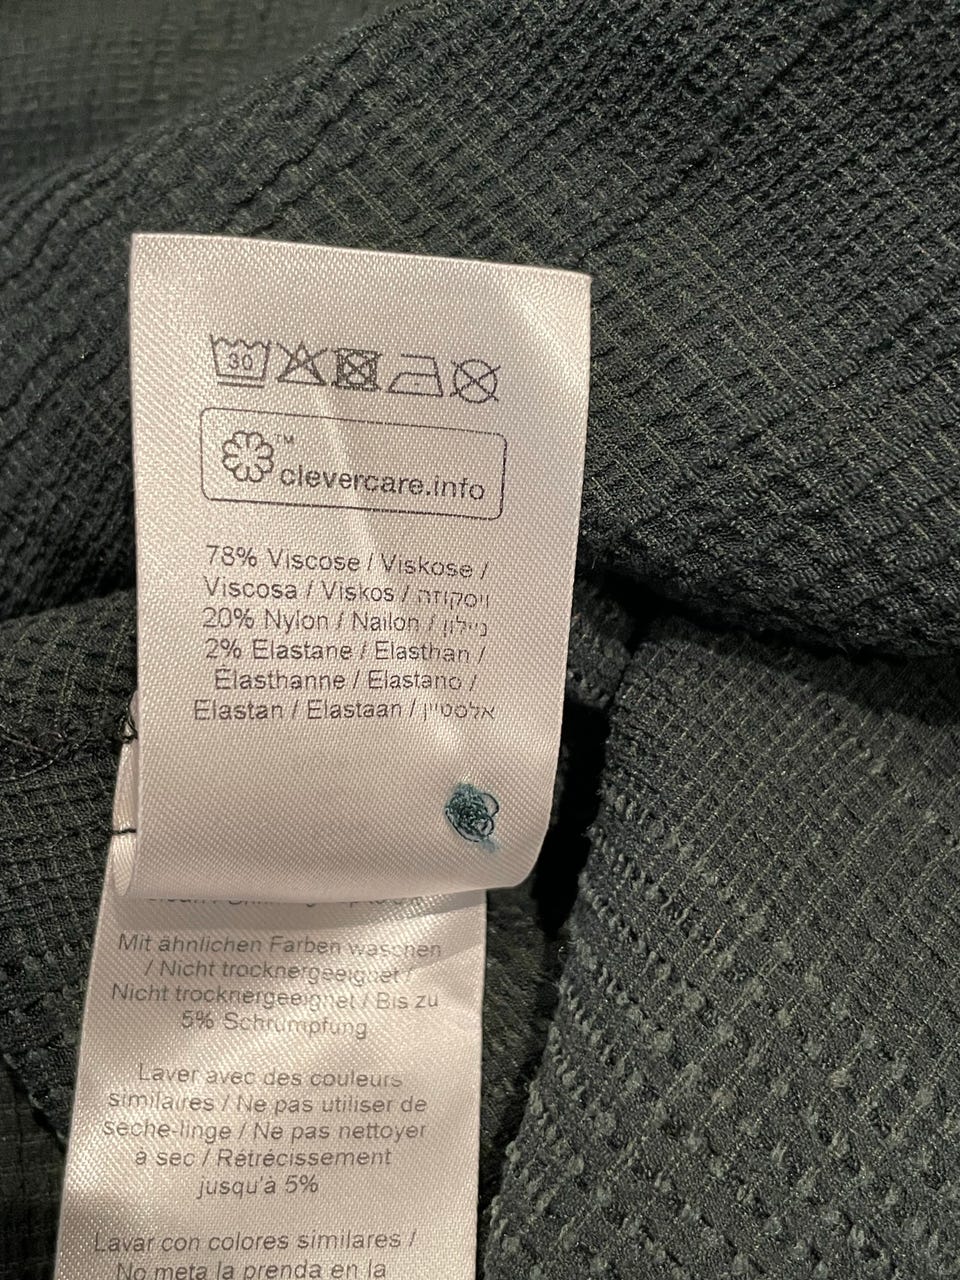 30
™
clevercare.info
78% Viscose / Viskose /
Viscosa / Viskos / ויסקוזה
20% Nylon / Nailon / ניילון
2% Elastane / Elasthan /
Élasthanne / Elastano /
Elastan / Elastaan / אלסטיין
Mit ähnlichen Farben waschen
/ Nicht trocknergeeignet /
Nicht trocknergeeignet / Bis zu
5% Schrumpfung
Laver avec des couleurs
similaires / Ne pas utiliser de
sèche-linge / Ne pas nettoyer
à sec / Rétrécissement
jusqu'à 5%
Lavar con colores similares /
No meta la prenda en la